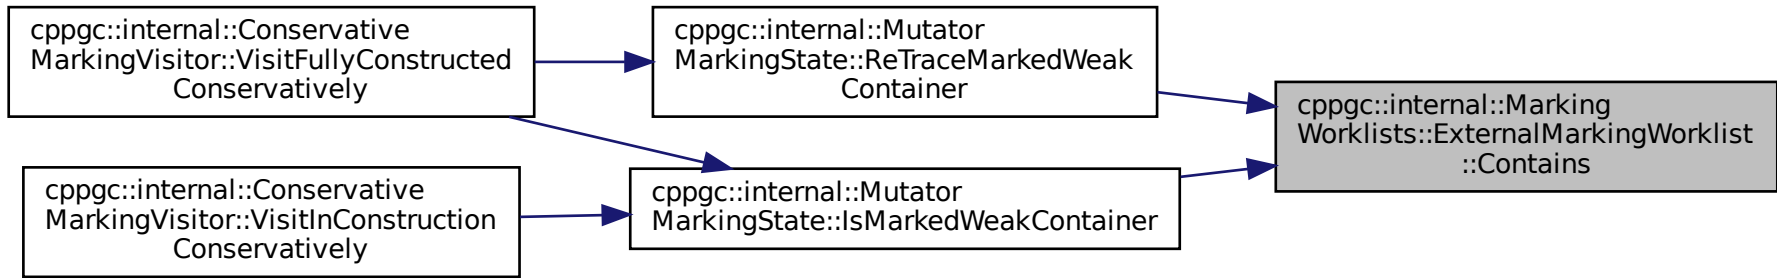 cppgc::internal::Conservative
MarkingVisitor::VisitFullyConstructed
Conservatively
cppgc::internal::Mutator
MarkingState::ReTraceMarkedWeak
Container
cppgc::internal::Marking
Worklists::ExternalMarkingWorklist
::Contains
cppgc::internal::Conservative
MarkingVisitor::VisitInConstruction
Conservatively
cppgc::internal::Mutator
MarkingState::IsMarkedWeakContainer